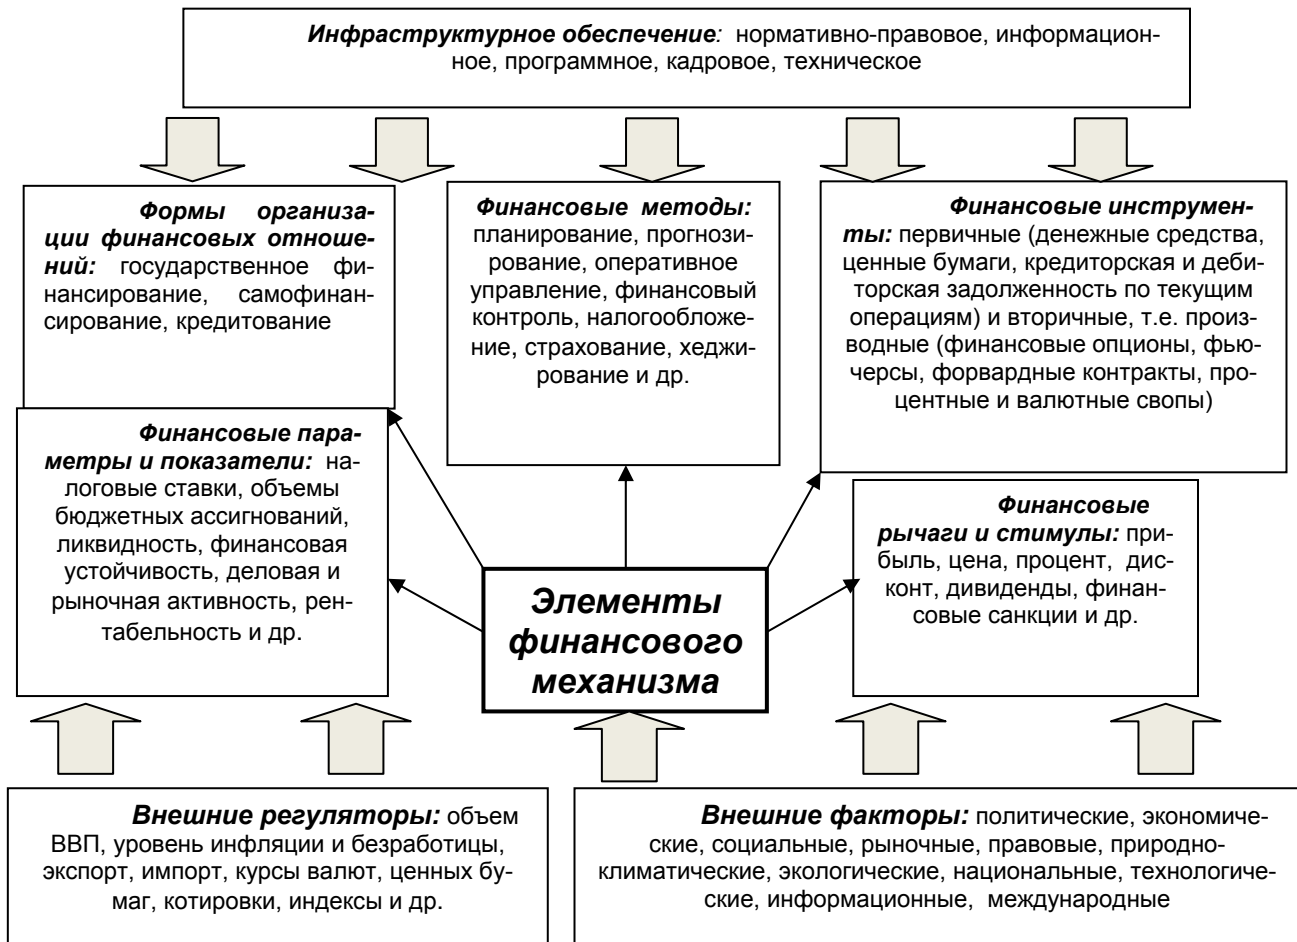 Инфраструктурное обеспечение: нормативно-правовое, информацион-
ное, программное, кадровое, техническое
Формы организа-
ции финансовых отноше-
ний: государственное фи-
нансирование, самофинан-
сирование, кредитование
Финансовые методы:
планирование, прогнози-
рование, оперативное
управление, финансовый
контроль, налогообложе-
ние, страхование, хеджи-
рование и др.
Финансовые инструмен-
ты: первичные (денежные средства,
ценные бумаги, кредиторская и деби-
торская задолженность по текущим
операциям) и вторичные, т.е. произ-
водные (финансовые опционы, фью-
черсы, форвардные контракты, про-
центные и валютные свопы)
Финансовые пара-
метры и показатели: на-
логовые ставки, объемы
бюджетных ассигнований,
ликвидность, финансовая
устойчивость, деловая и
рыночная активность, рен-
табельность и др.
Элементы
финансового
механизма
Финансовые
рычаги и стимулы: при-
быль, цена, процент, дис-
конт, дивиденды, финан-
совые санкции и др.
Внешние регуляторы: объем
ВВП, уровень инфляции и безработицы,
экспорт, импорт, курсы валют, ценных бу-
маг, котировки, индексы и др.
Внешние факторы: политические, экономиче-
ские, социальные, рыночные, правовые, природно-
климатические, экологические, национальные, технологиче-
ские, информационные, международные